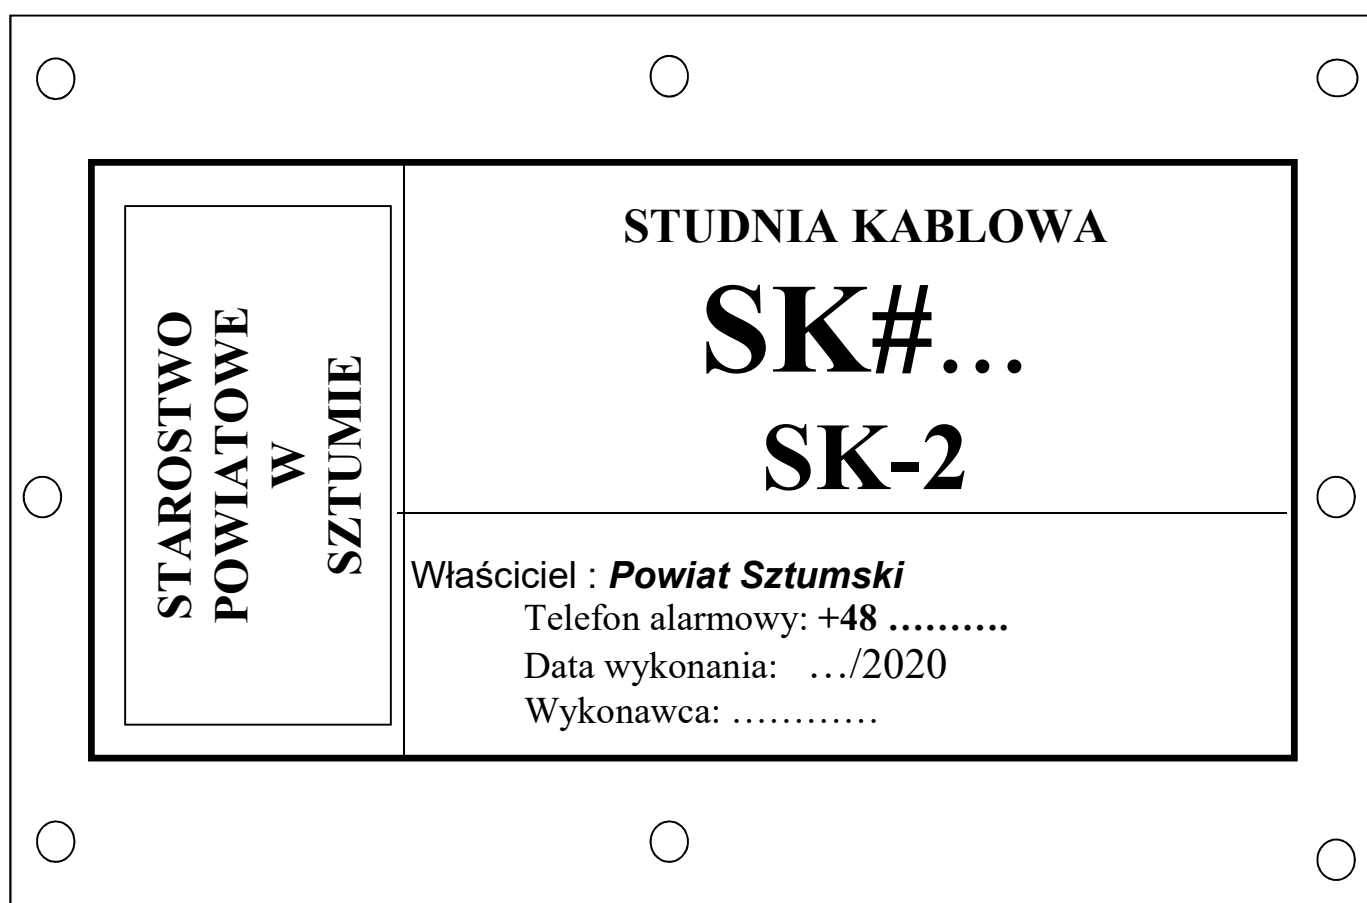 STAROSTWO
POWIATOWE
W
SZTUMIE
STUDNIA KABLOWA
SK#…
SK-2
Właściciel : Powiat Sztumski
Telefon alarmowy: +48 ……….
Data wykonania: …/2020
Wykonawca: …………